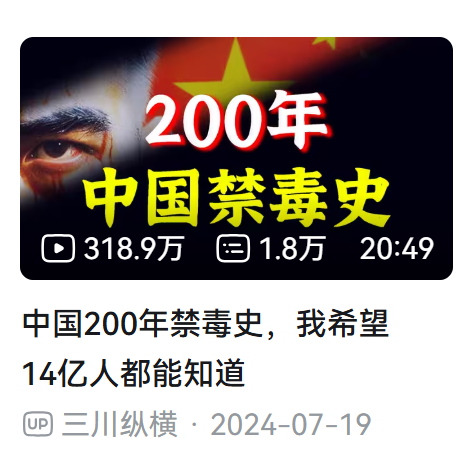 200年
中国禁毒史
318.9万 1.8万 20:49
中国200年禁毒史，我希望
14亿人都能知道
UP 三川纵横 · 2024-07-19